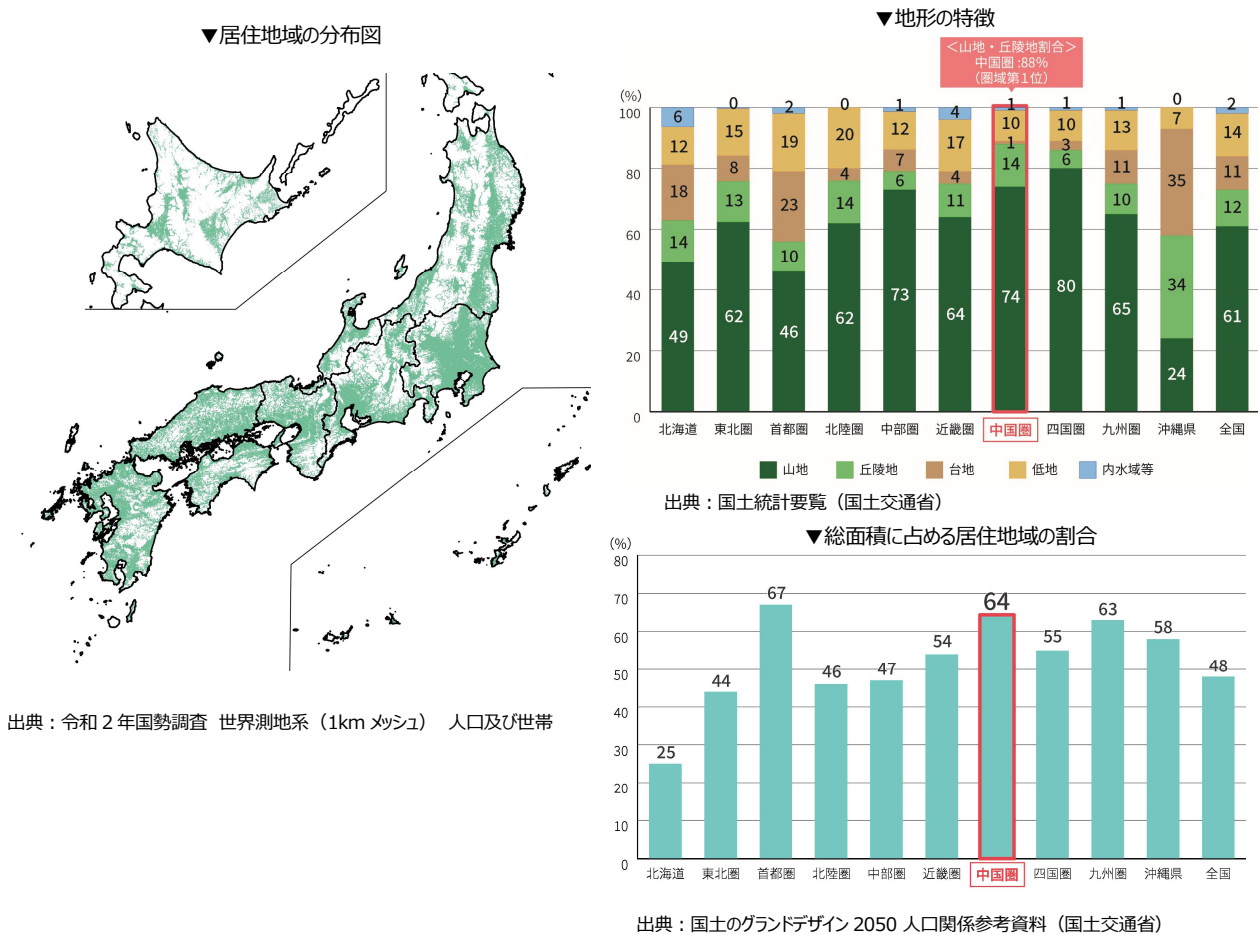 ▼居住地域の分布図
出典：令和2年国勢調査 世界測地系（1km メッシュ） 人口及び世帯
▼地形の特徴
＜山地・丘陵地割合＞
中国圏:88%
（圏域第１位）
(%)
100
80
60
40
20
0
6 0 2 0 1 4 1 1 1 0 2
12 15 19 20 12 17 10 10 13 7 14
18 8 23 4 7 4 1 3 11 35 11
14 13 10 14 6 11 14 6 10 34 12
49 62 46 62 73 64 74 80 65 24 61
北海道 東北圏 首都圏 北陸圏 中部圏 近畿圏 中国圏 四国圏 九州圏 沖縄県 全国
山地 丘陵地 台地 低地 内水域等
出典：国土統計要覧（国土交通省）
▼総面積に占める居住地域の割合
(%)
80
70
60
50
40
30
20
10
0
25 44 67 46 47 54 64 55 63 58 48
北海道 東北圏 首都圏 北陸圏 中部圏 近畿圏 中国圏 四国圏 九州圏 沖縄県 全国
出典：国土のグランドデザイン 2050 人口関係参考資料（国土交通省）